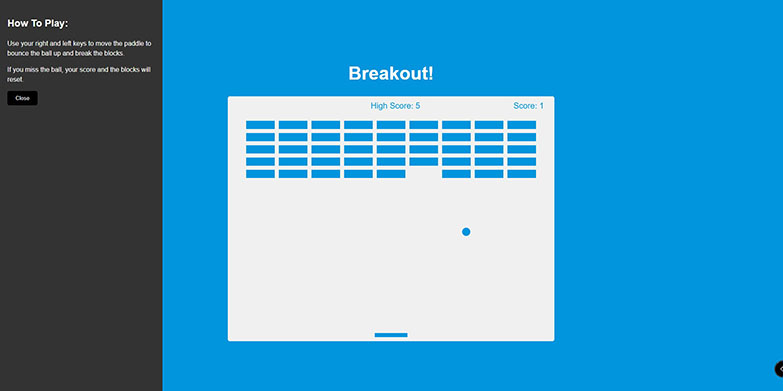 How To Play:
Use your right and left keys to move the paddle to
bounce the ball up and break the blocks.
If you miss the ball, your score and the blocks will
reset.
Close
Breakout!
High Score: 5
Score: 1